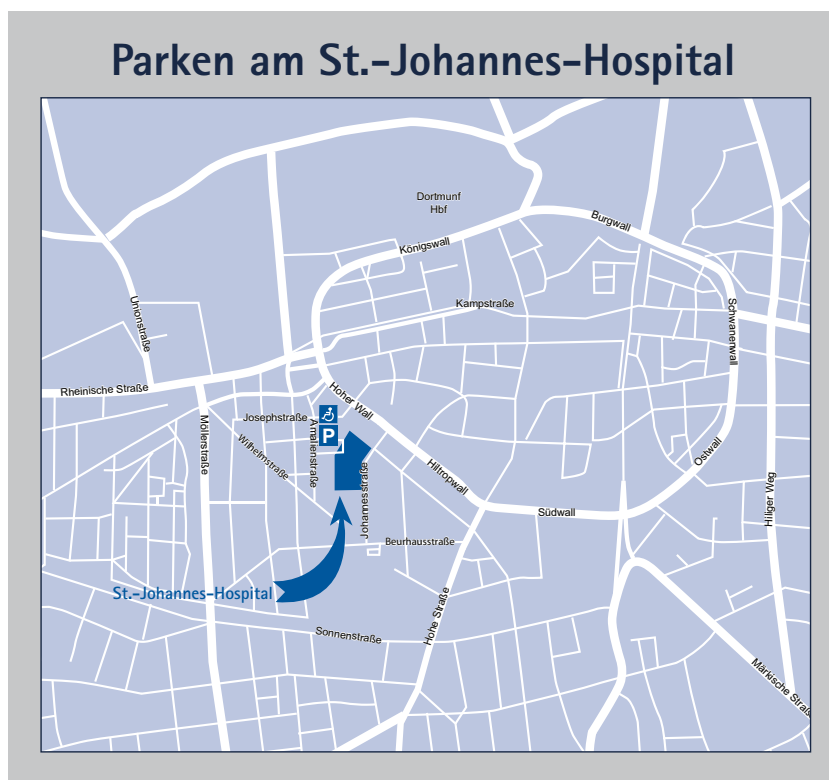 Parken am St.-Johannes-Hospital
Dortmunf
Hbf
Burgwall
Königswall
Kampstraße
Unionstraße
Schwanenwall
Rheinische Straße
Hoher Wall
Josephstraße
Amalienstraße
P
Möllerstraße
Wilhelmstraße
Johannesstraße
Hiltropwall
Ostwall
Hiliger Weg
Südwall
Beurhausstraße
St.-Johannes-Hospital
Hohe Straße
Sonnenstraße
Märkische Straß